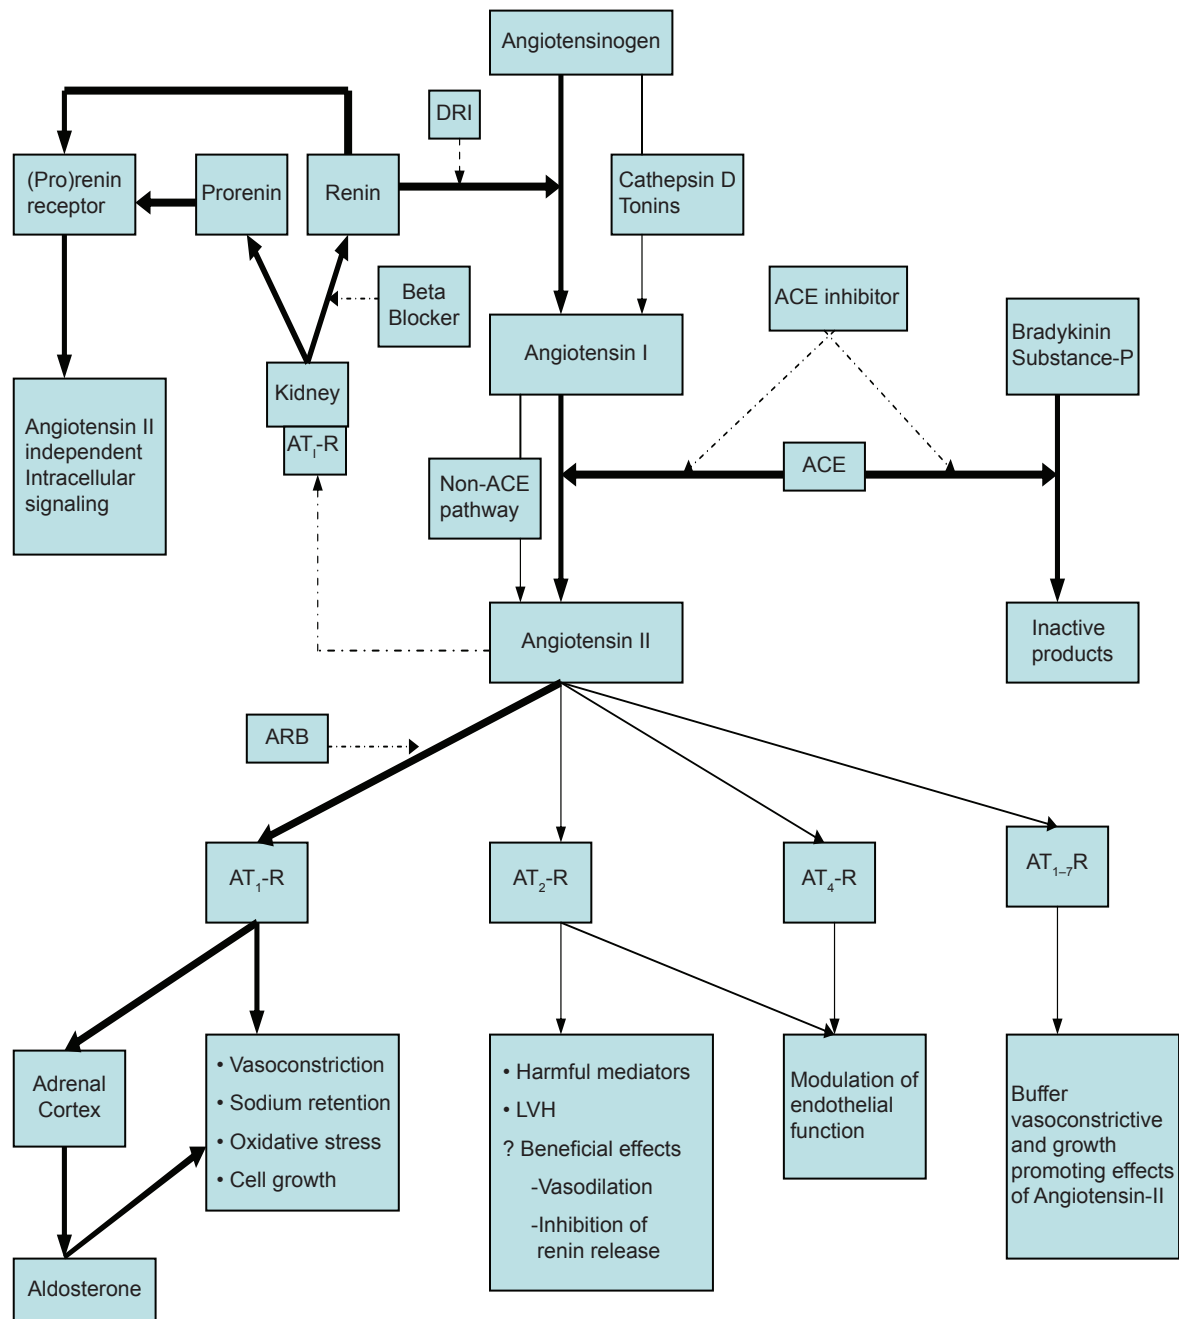 Angiotensinogen
DRI
(Pro)renin
receptor
Prorenin
Renin
Cathepsin D
Tonins
Beta
Blocker
ACE inhibitor
Bradykinin
Substance-P
Angiotensin I
Kidney
AT₁-R
Angiotensin II
independent
Intracellular
signaling
Non-ACE
pathway
ACE
Angiotensin II
Inactive
products
ARB
AT₁-R
AT₂-R
AT₄-R
AT₁₋₇R
Adrenal
Cortex
• Vasoconstriction
• Sodium retention
• Oxidative stress
• Cell growth
• Harmful mediators
• LVH
? Beneficial effects
-Vasodilation
-Inhibition of
renin release
Modulation of
endothelial
function
Buffer
vasoconstrictive
and growth
promoting effects
of Angiotensin-II
Aldosterone